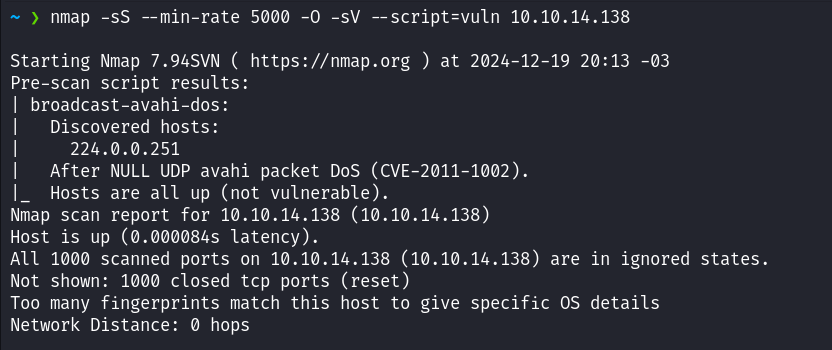 ~ ❯ nmap -sS --min-rate 5000 -O -sV --script=vuln 10.10.14.138
Starting Nmap 7.94SVN ( https://nmap.org ) at 2024-12-19 20:13 -03
Pre-scan script results:
| broadcast-avahi-dos:
|   Discovered hosts:
|     224.0.0.251
|   After NULL UDP avahi packet DoS (CVE-2011-1002).
|_  Hosts are all up (not vulnerable).
Nmap scan report for 10.10.14.138 (10.10.14.138)
Host is up (0.000084s latency).
All 1000 scanned ports on 10.10.14.138 (10.10.14.138) are in ignored states.
Not shown: 1000 closed tcp ports (reset)
Too many fingerprints match this host to give specific OS details
Network Distance: 0 hops